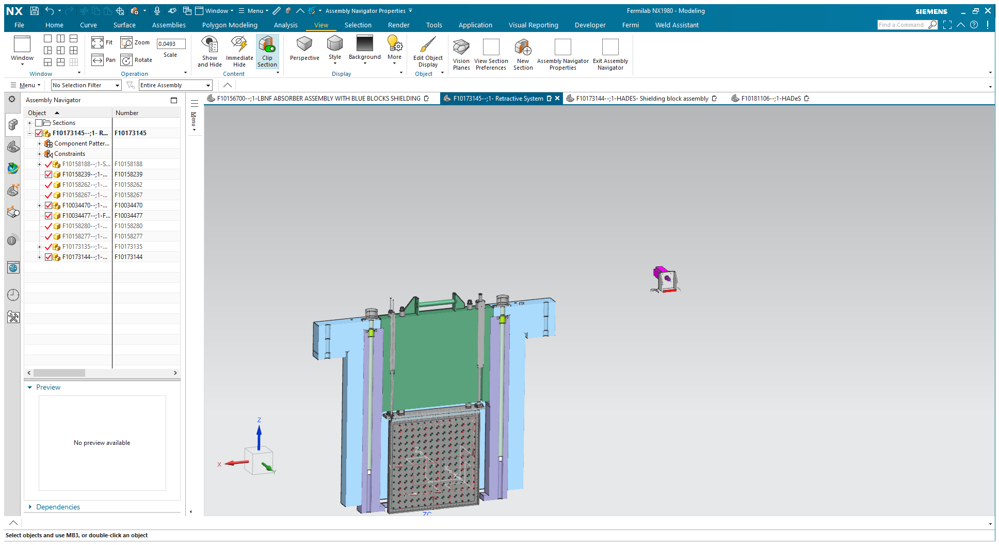 NX Window Menu Assembly Navigator Properties Fermilab NX1980 - Modeling SIEMENS
File Home Curve Surface Assemblies Polygon Modeling Analysis View Selection Render Tools Application Visual Reporting Developer Fermi Weld Assistant Find a Command
Window
Window
Fit Zoom 0.0493
Pan Rotate Scale
Operation
Show and Hide
Immediate Hide
Clip Section
Content
Perspective Style Background More
Display
Edit Object Display
Object
Vision Planes
View Section Preferences
New Section
Assembly Navigator Properties
Exit Assembly Navigator
Menu No Selection Filter Entire Assembly
Assembly Navigator
Menu
F10156700--;1-LBNF ABSORBER ASSEMBLY WITH BLUE BLOCKS SHIELDING F10173145--;1- Retractive System F10173144--;1-HADES- Shielding block assembly F10181106--;1-HADeS
Object Number
Sections
F10173145--;1- R... F10173145
Component Patter...
Constraints
F10158188--;1-S... F10158188
F10158239--;1-... F10158239
F10158262--;1-... F10158262
F10158267--;1-... F10158267
F10034470--;1-... F10034470
F10034477--;1-F... F10034477
F10158280--;1-... F10158280
F10158277--;1-... F10158277
F10173135--;1-... F10173135
F10173144--;1-... F10173144
Preview
No preview available
Dependencies
Z
X
Y
Z
X
X
Y
ZC
Select objects and use MB3, or double-click an object